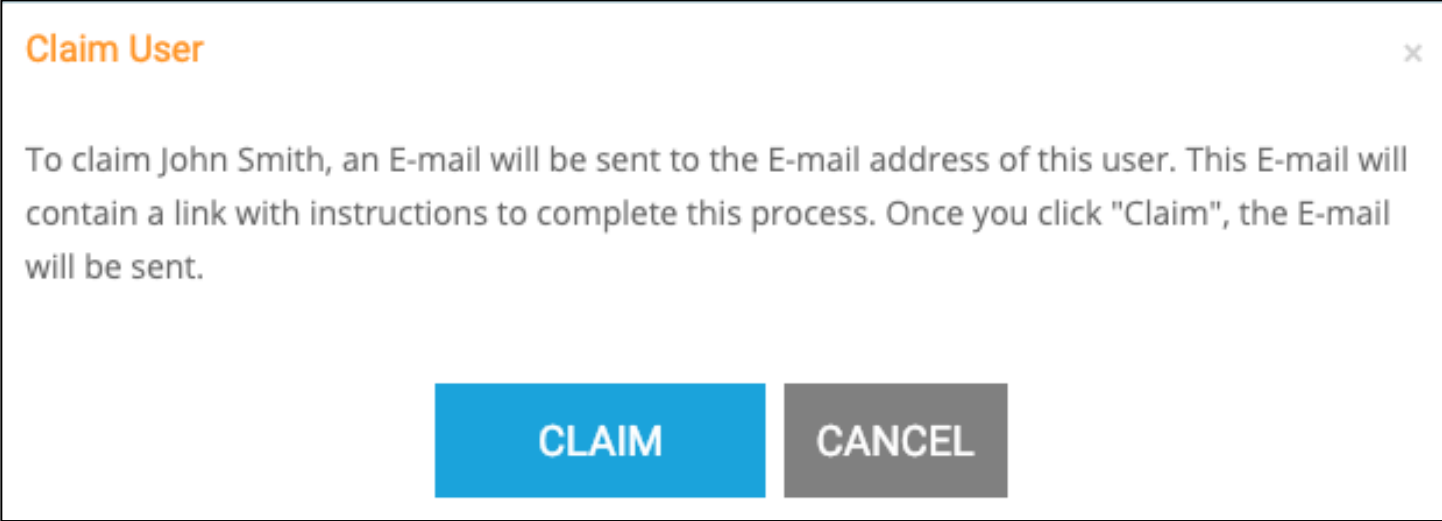 Claim User
×
To claim John Smith, an E-mail will be sent to the E-mail address of this user. This E-mail will
contain a link with instructions to complete this process. Once you click "Claim", the E-mail
will be sent.
CLAIM
CANCEL